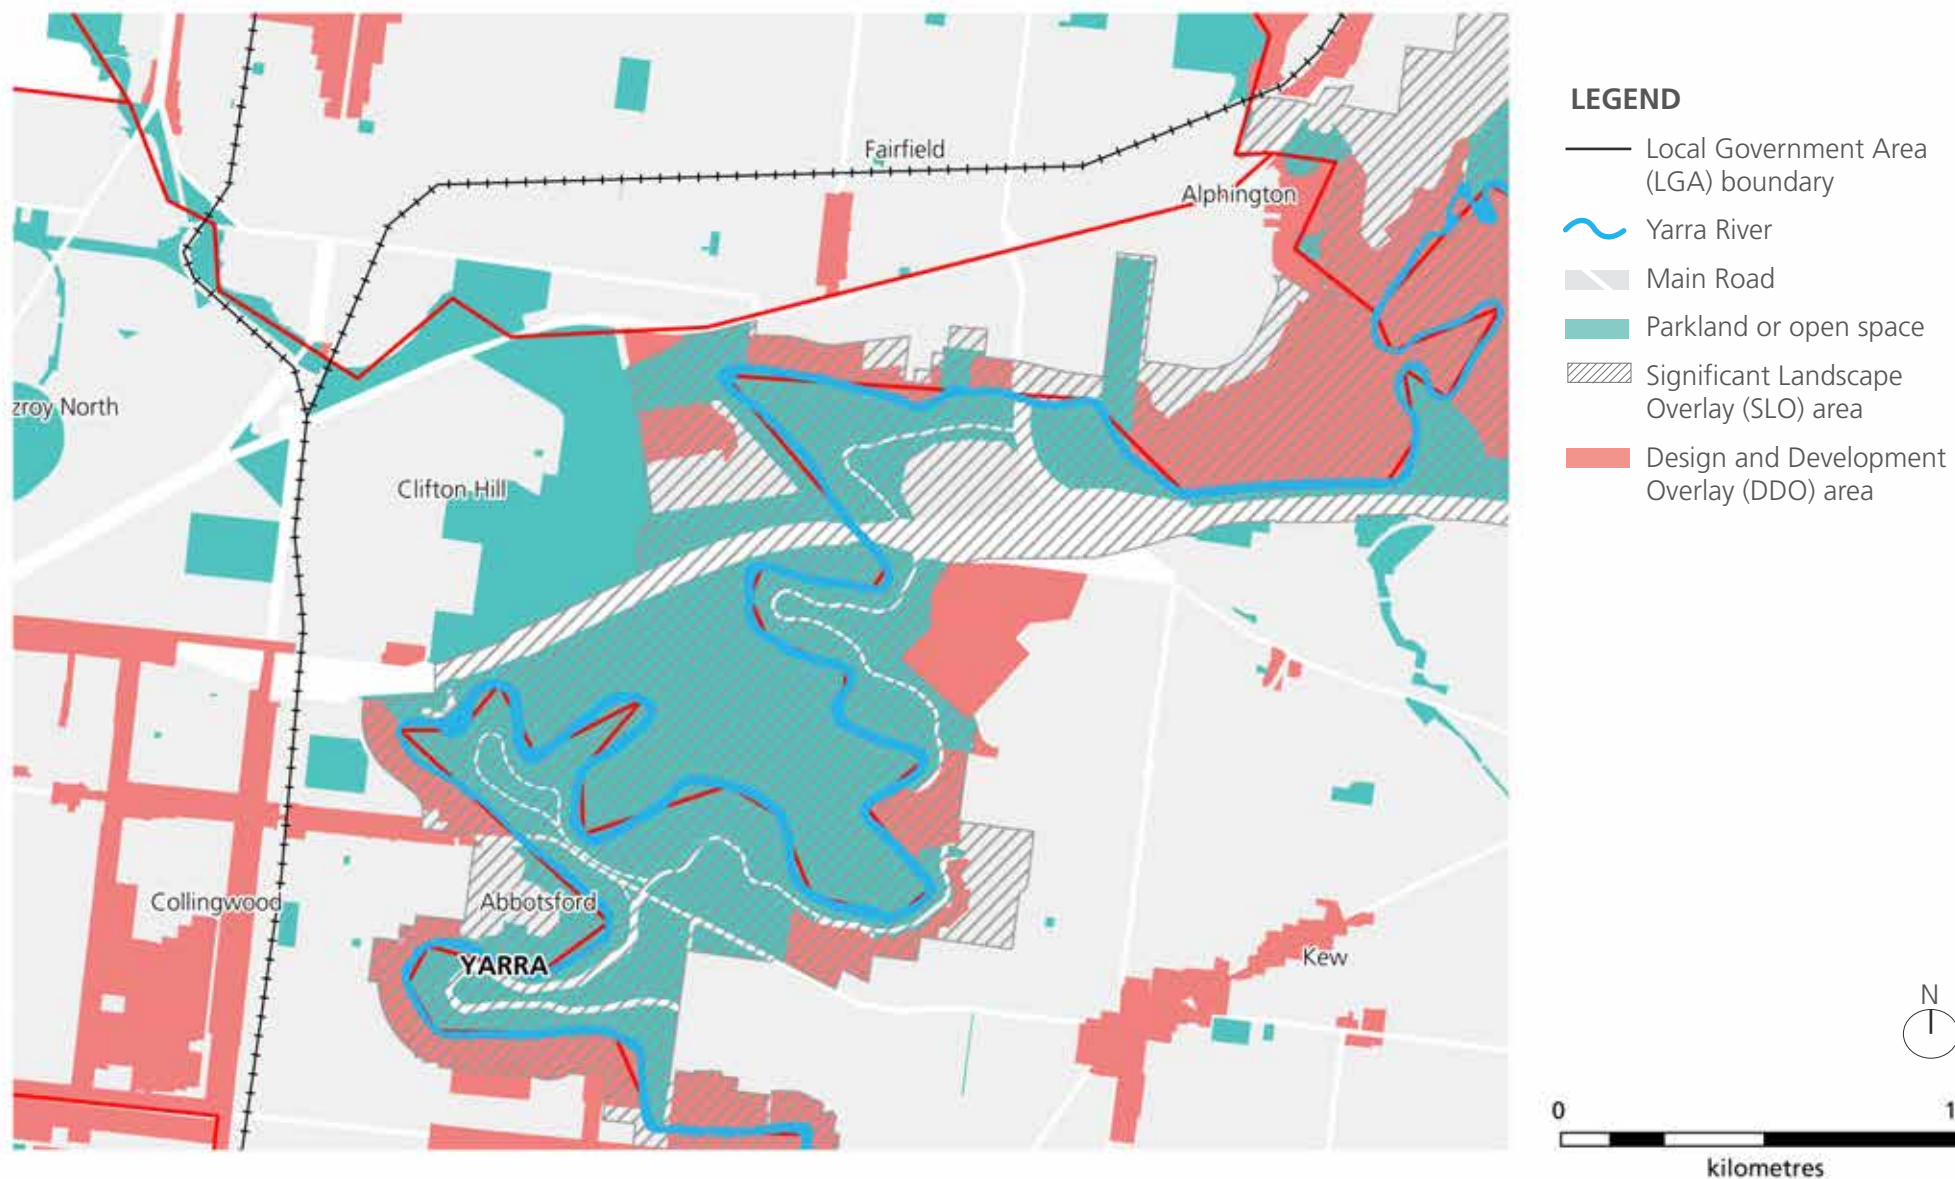 Fairfield
Alphington
zroy North
Clifton Hill
Collingwood
Abbotsford
YARRA
Kew
LEGEND
Local Government Area
(LGA) boundary
Yarra River
Main Road
Parkland or open space
Significant Landscape
Overlay (SLO) area
Design and Development
Overlay (DDO) area
N
0 1
kilometres